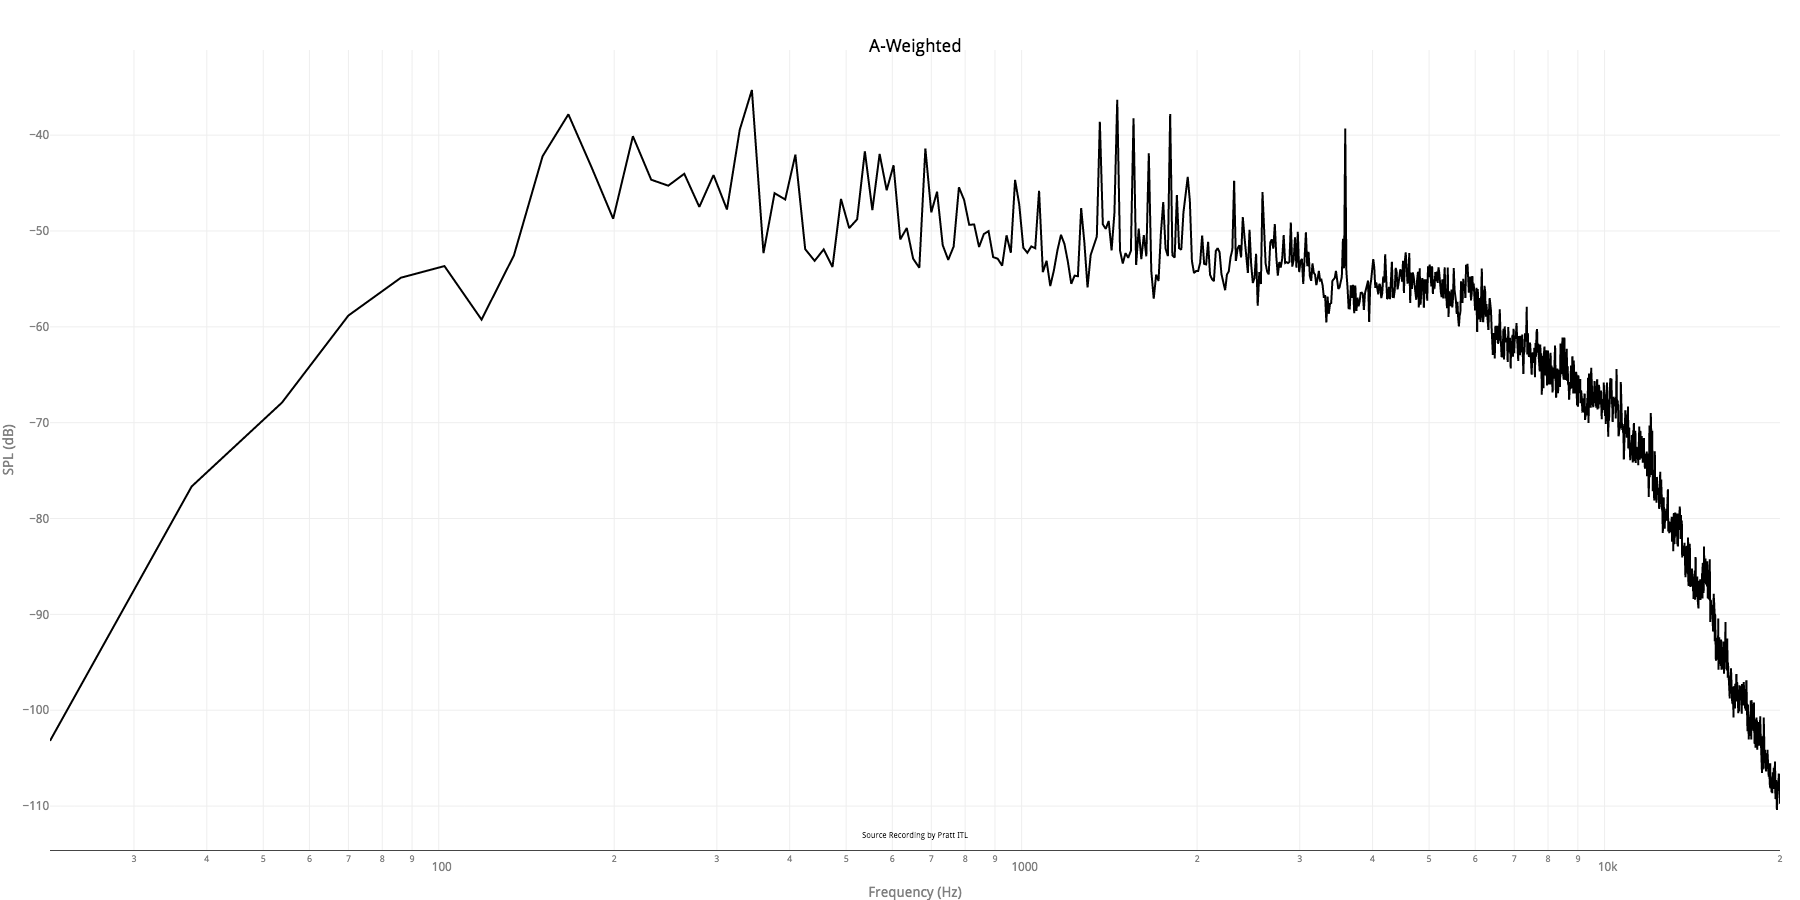 A-Weighted
−40
−50
−60
−70
−80
−90
−100
−110
SPL (dB)
Source Recording by Pratt ITL
3 4 5 6 7 8 9 100 2 3 4 5 6 7 8 9 1000 2 3 4 5 6 7 8 9 10k 2
Frequency (Hz)